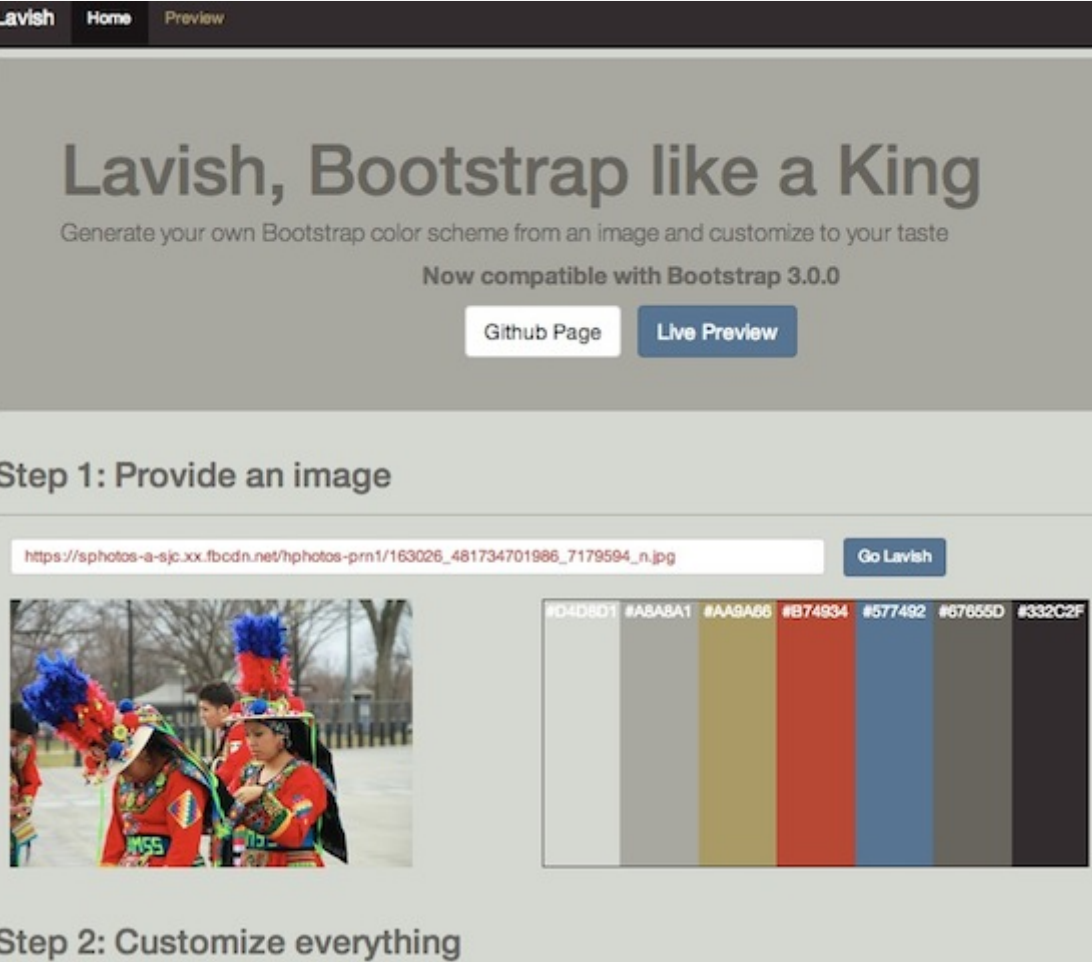 Lavish Home Preview
Lavish, Bootstrap like a King
Generate your own Bootstrap color scheme from an image and customize to your taste
Now compatible with Bootstrap 3.0.0
Github Page Live Preview
Step 1: Provide an image
https://sphotos-a-sjc.xx.fbcdn.net/hphotos-prn1/163026_481734701986_7179594_n.jpg Go Lavish
#D4D8D1 #A8A8A1 #AA9A66 #B74934 #577492 #67655D #332C2F
Step 2: Customize everything